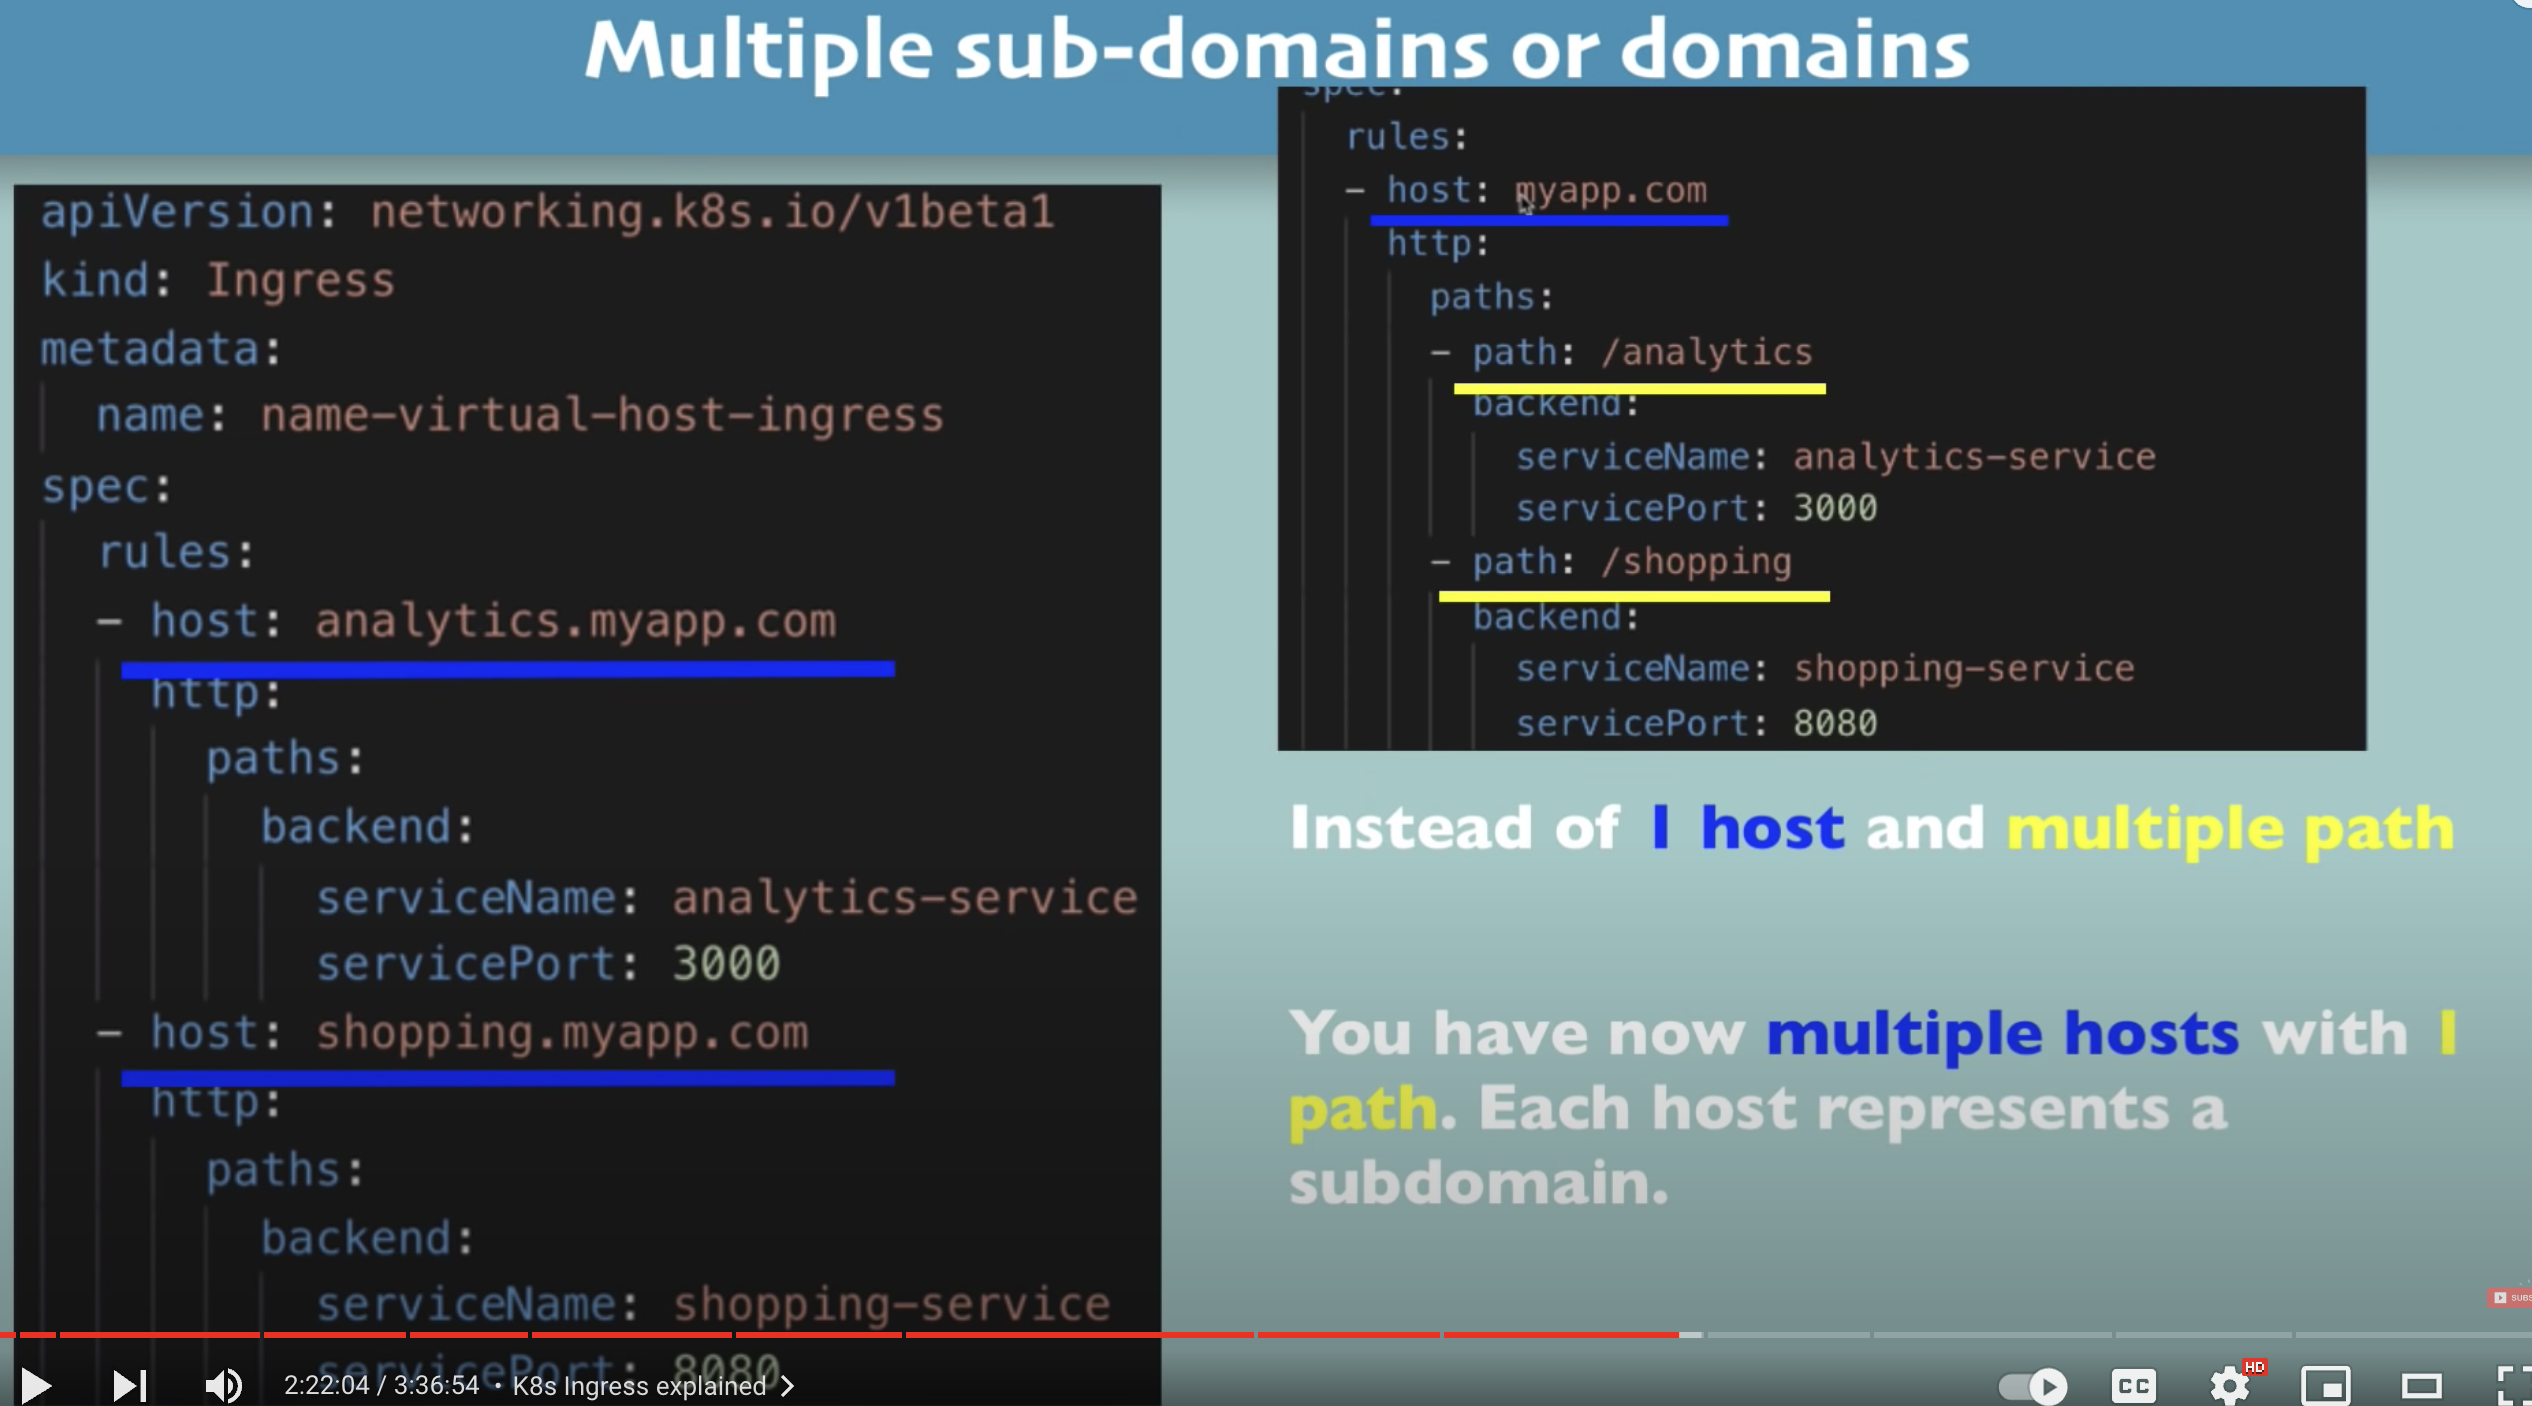 Multiple sub-domains or domains
apiVersion: networking.k8s.io/v1beta1
kind: Ingress
metadata:
name: name-virtual-host-ingress
spec:
rules:
- host: analytics.myapp.com
http:
paths:
backend:
serviceName: analytics-service
servicePort: 3000
- host: shopping.myapp.com
http:
paths:
backend:
serviceName: shopping-service
servicePort: 8080
spec:
rules:
- host: myapp.com
http:
paths:
- path: /analytics
backend:
serviceName: analytics-service
servicePort: 3000
- path: /shopping
backend:
serviceName: shopping-service
servicePort: 8080
Instead of 1 host and multiple path
You have now multiple hosts with 1
path. Each host represents a
subdomain.
2:22:04 / 3:36:54 • K8s Ingress explained
CC
HD